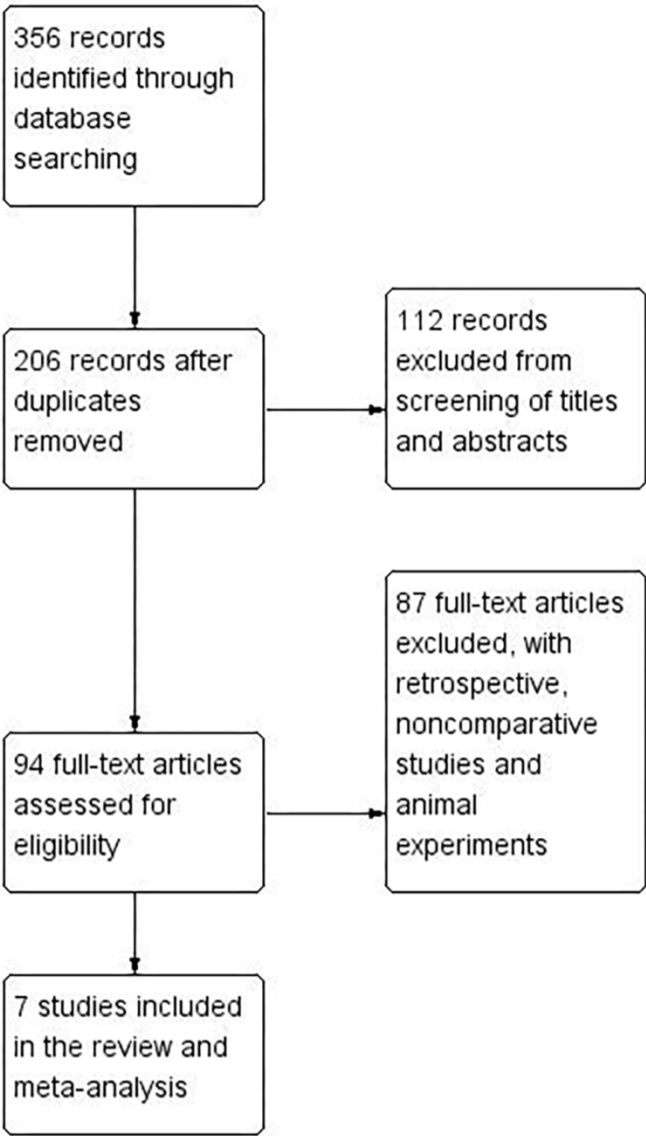 356 records
identified through
database
searching
206 records after
duplicates
removed
112 records
excluded from
screening of titles
and abstracts
94 full-text articles
assessed for
eligibility
87 full-text articles
excluded, with
retrospective,
noncomparative
studies and
animal
experiments
7 studies included
in the review and
meta-analysis